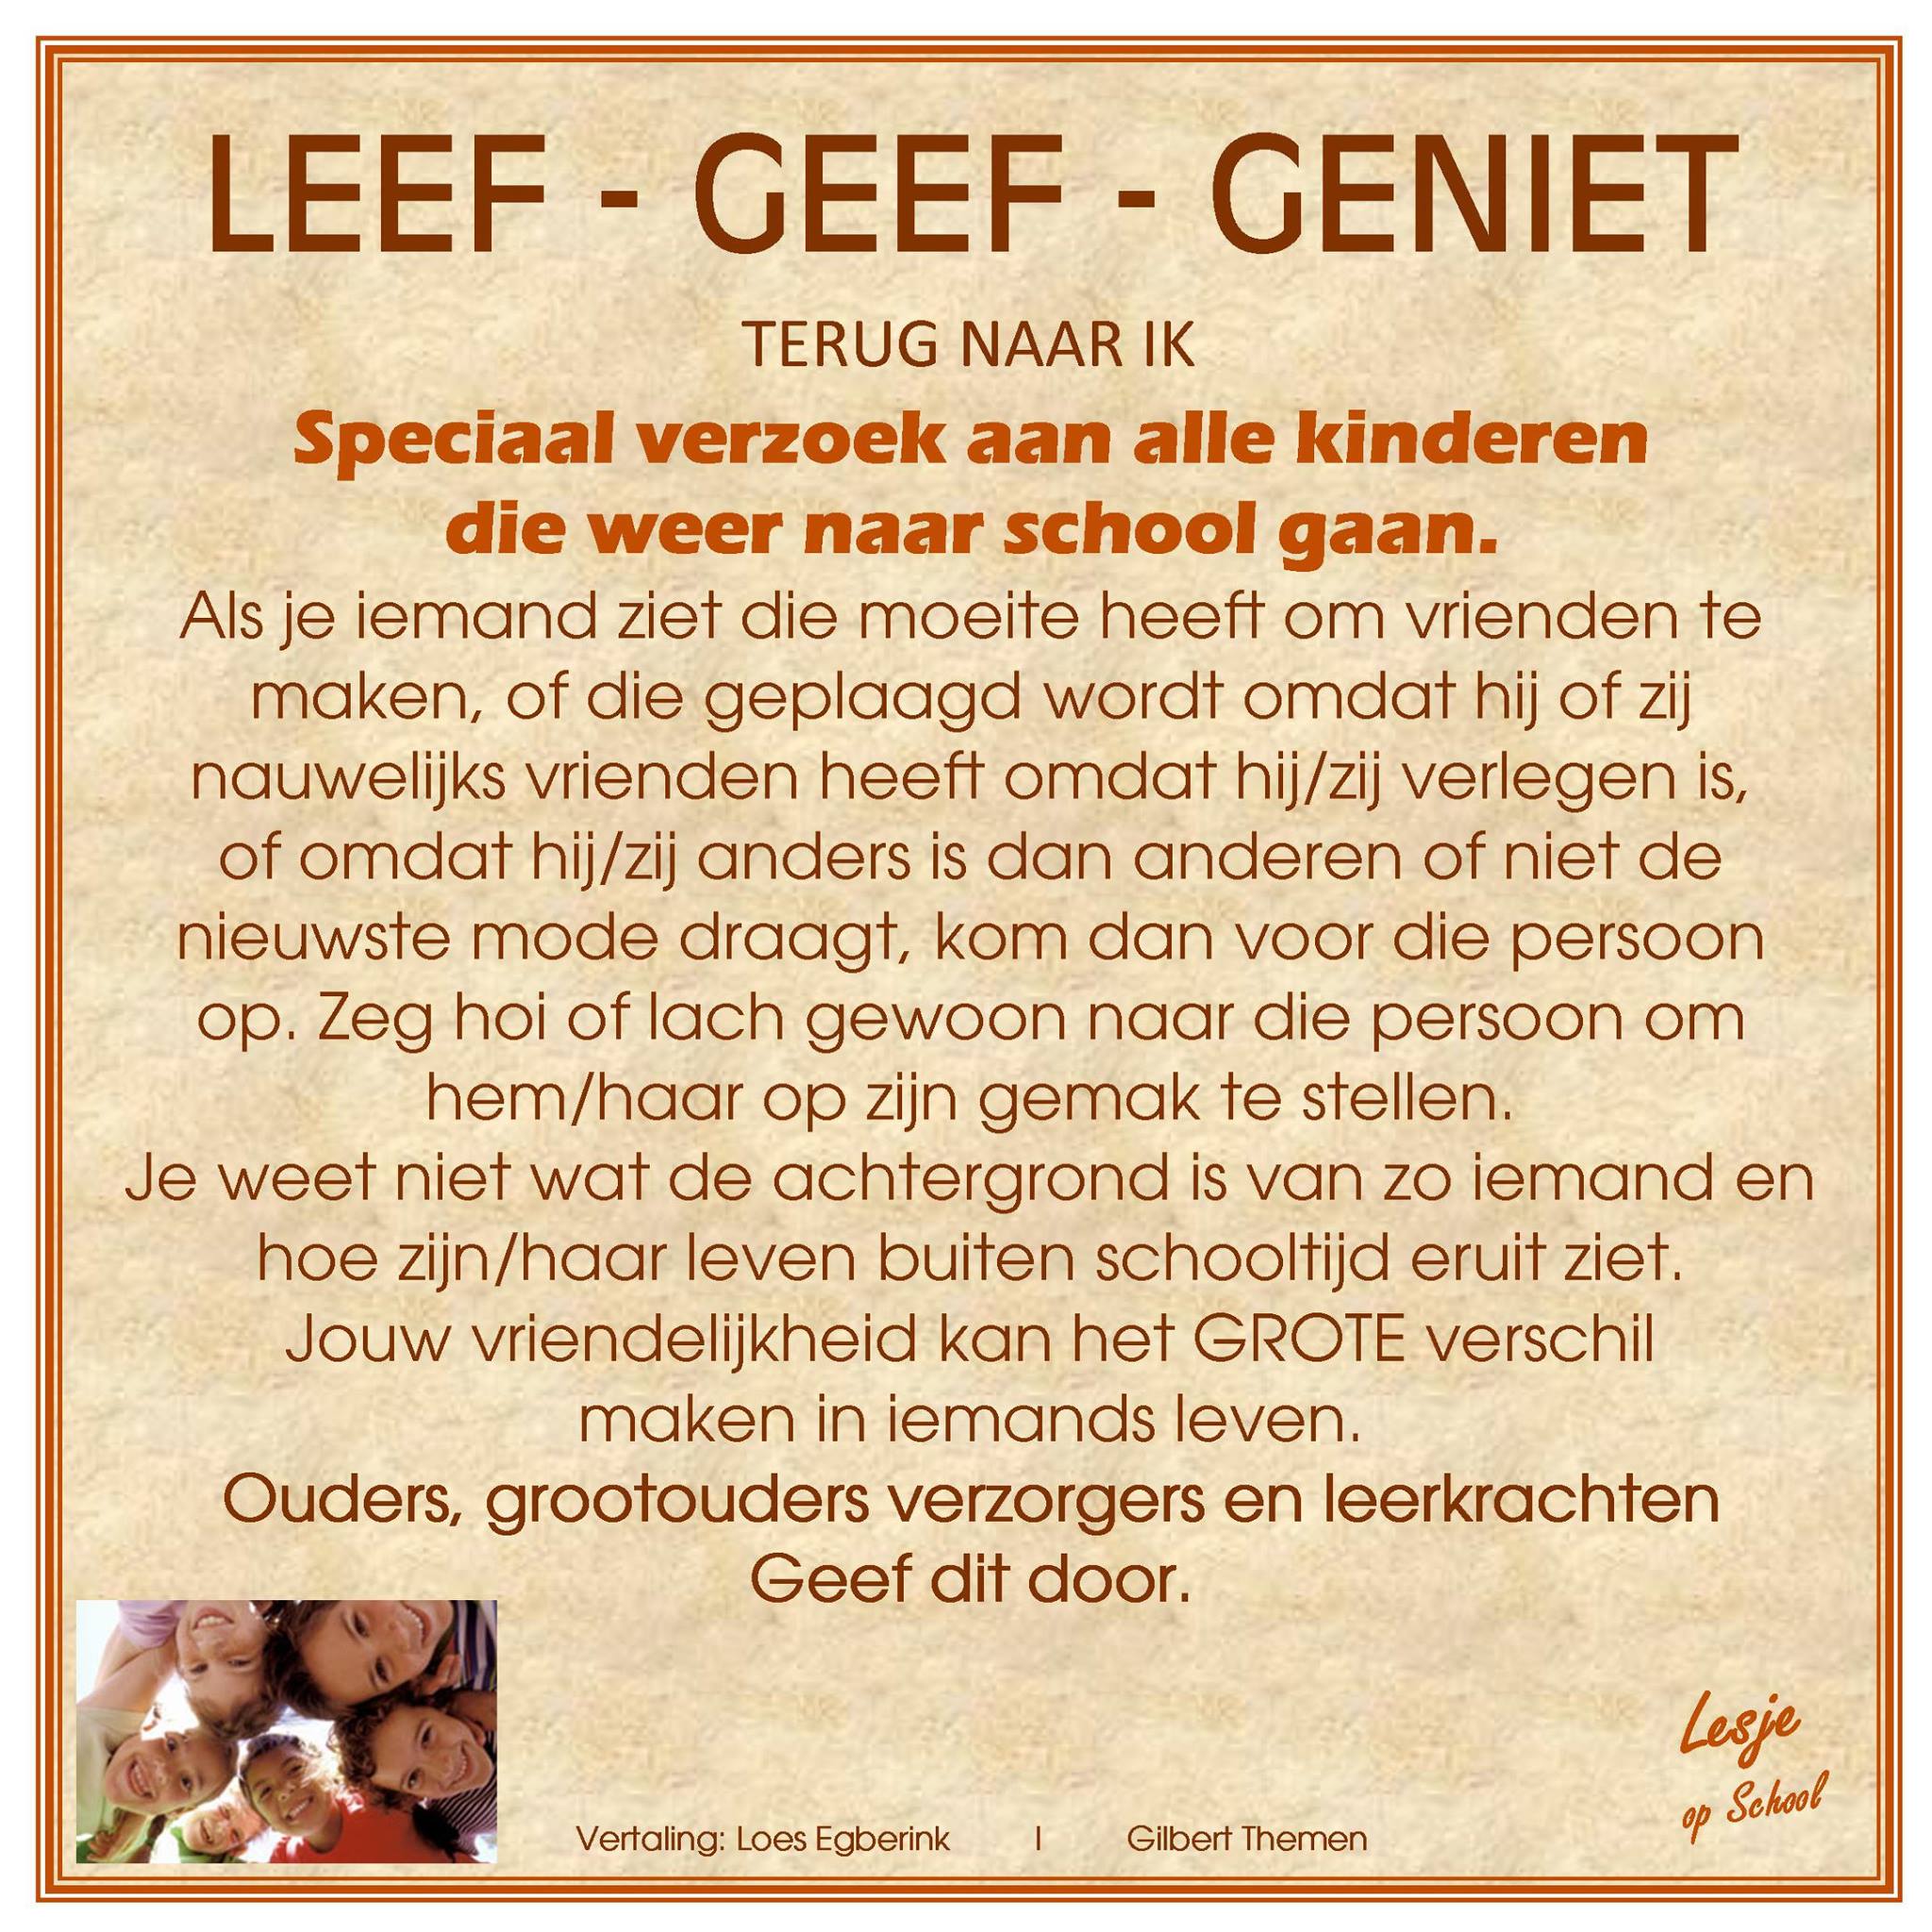 LEEF - GEEF - GENIET
TERUG NAAR IK
Speciaal verzoek aan alle kinderen
die weer naar school gaan.
Als je iemand ziet die moeite heeft om vrienden te
maken, of die geplaagd wordt omdat hij of zij
nauwelijks vrienden heeft omdat hij/zij verlegen is,
of omdat hij/zij anders is dan anderen of niet de
nieuwste mode draagt, kom dan voor die persoon
op. Zeg hoi of lach gewoon naar die persoon om
hem/haar op zijn gemak te stellen.
Je weet niet wat de achtergrond is van zo iemand en
hoe zijn/haar leven buiten schooltijd eruit ziet.
Jouw vriendelijkheid kan het GROTE verschil
maken in iemands leven.
Ouders, grootouders verzorgers en leerkrachten
Geef dit door.
Lesje
op School
Vertaling: Loes Egberink I Gilbert Themen